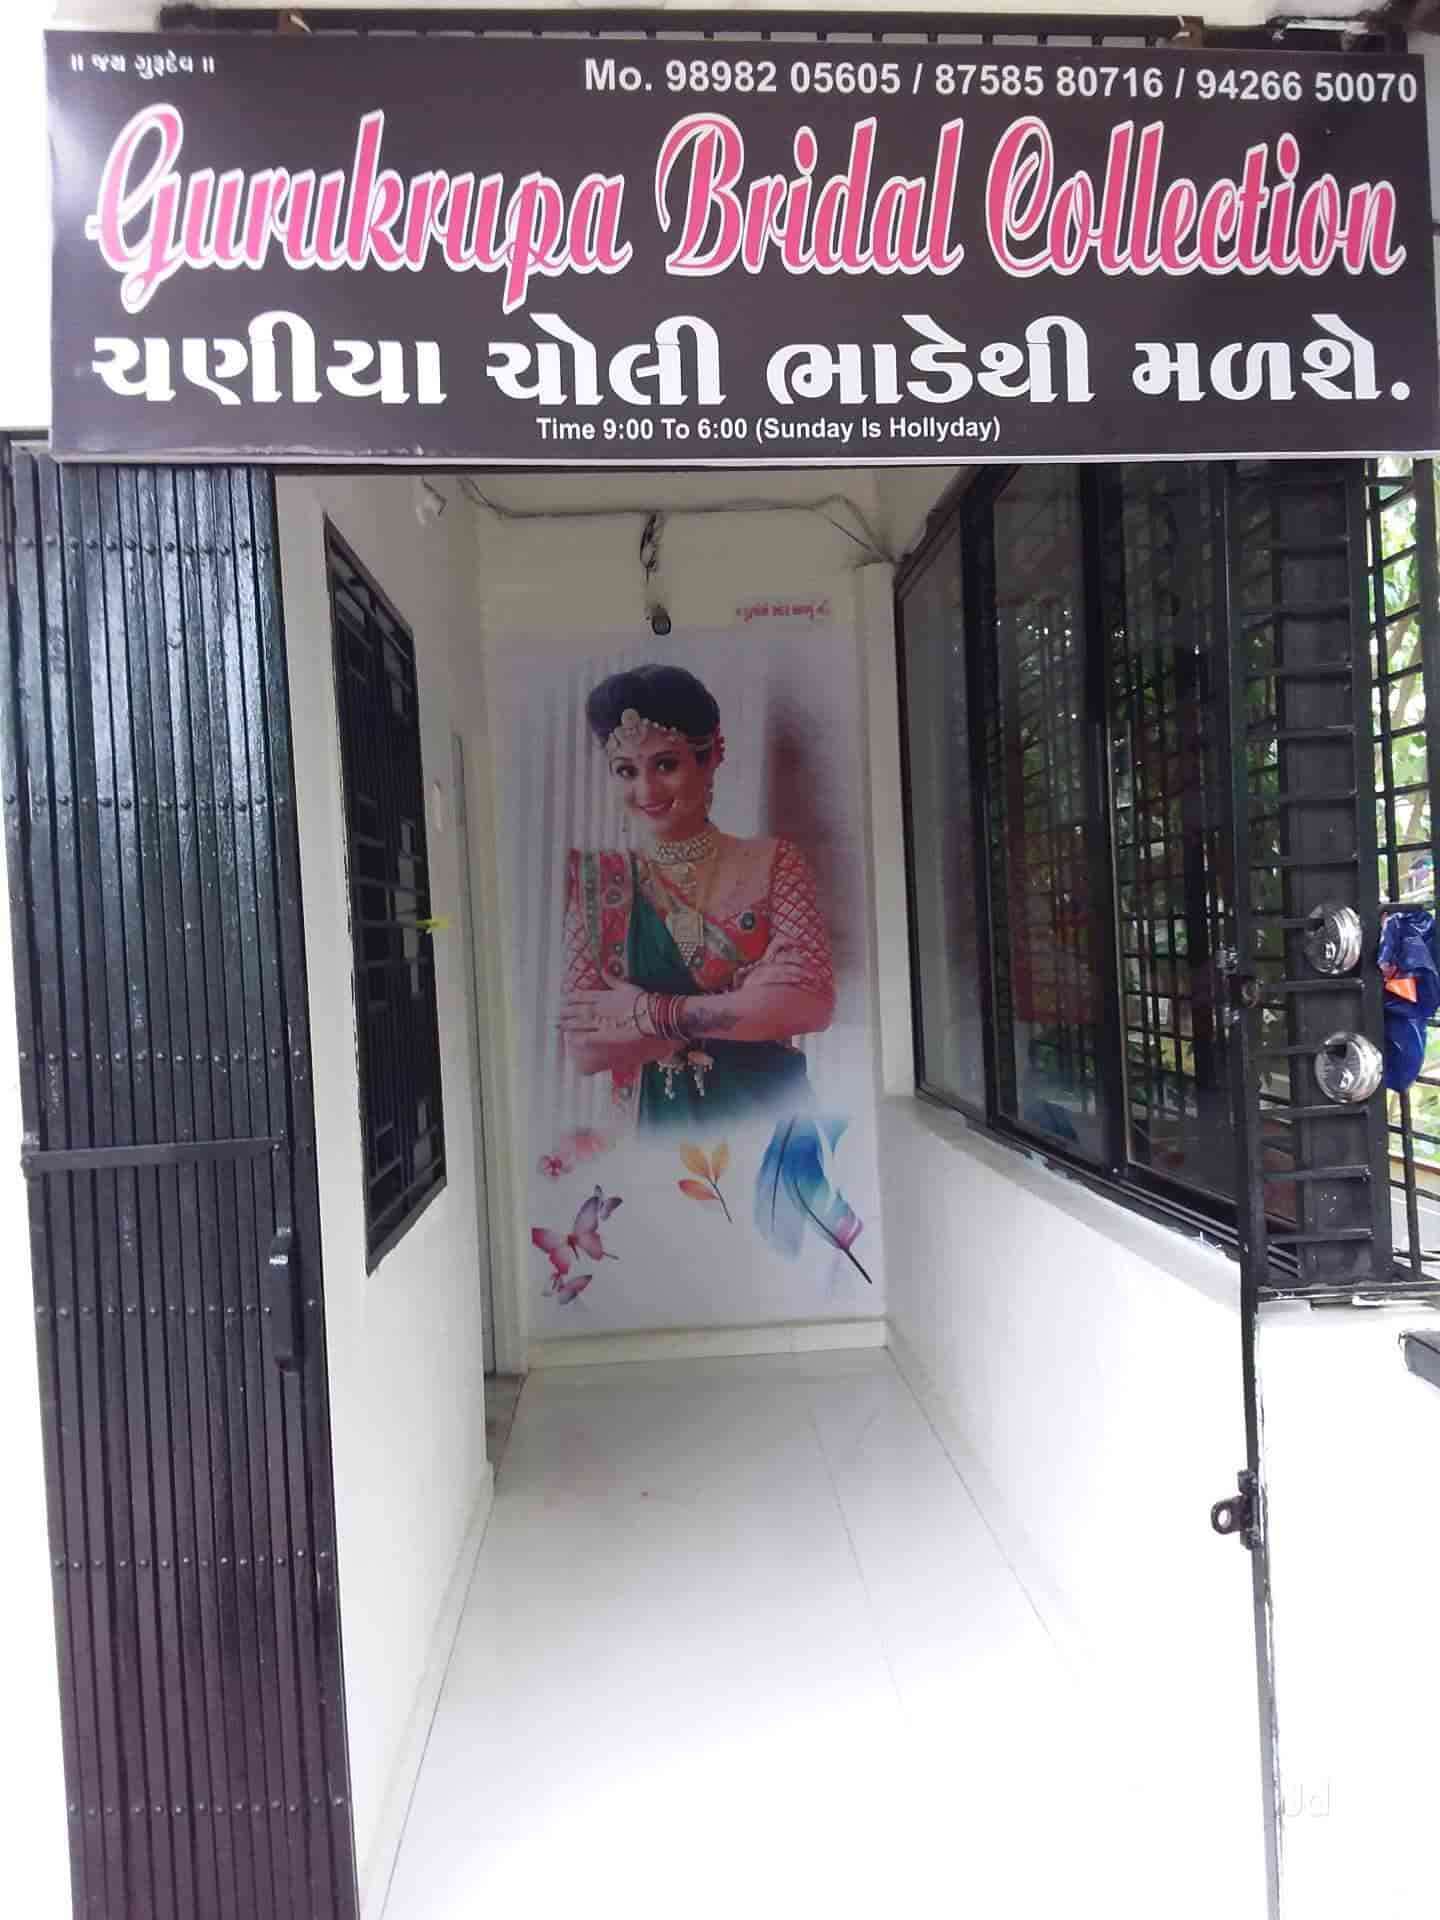 ॥ જય ગુરૂદેવ ॥
Mo. 98982 05605 / 87585 80716 / 94266 50070
Gurukrupa Bridal Collection
ચણીયા ચોલી ભાડેથી મળશે.
Time 9:00 To 6:00 (Sunday Is Hollyday)
Jd